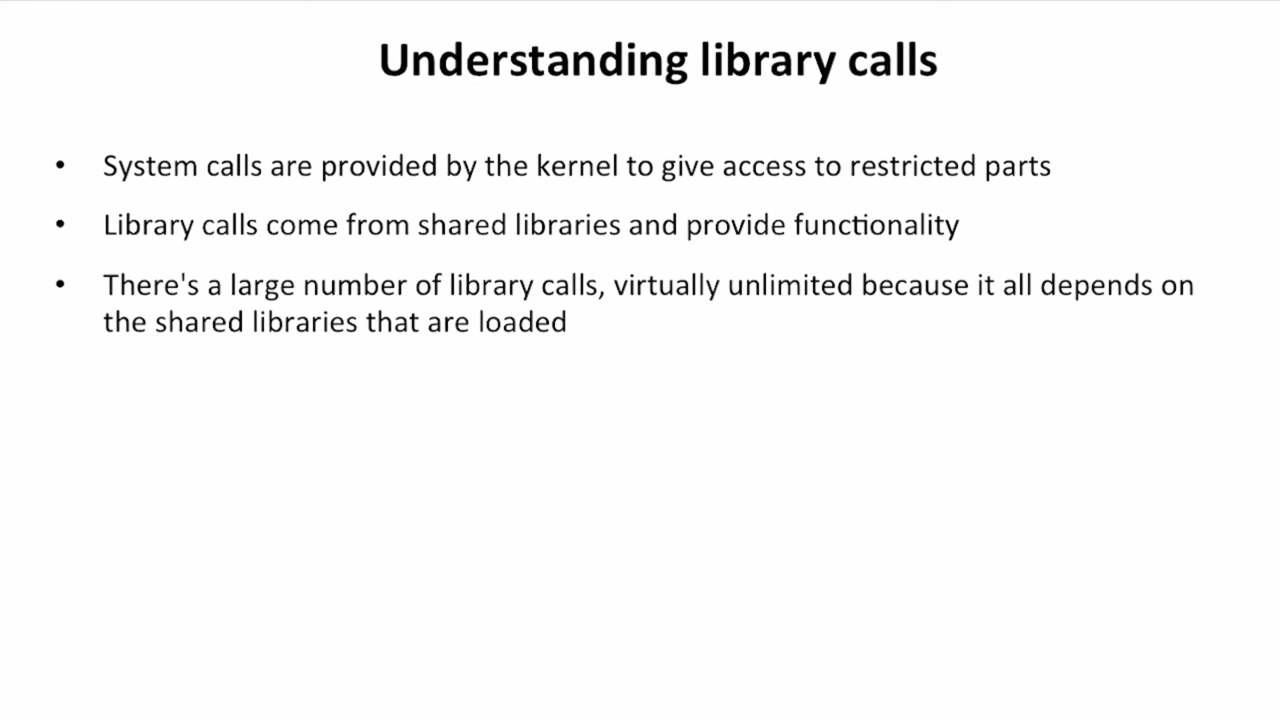 Understanding library calls
• System calls are provided by the kernel to give access to restricted parts
• Library calls come from shared libraries and provide functionality
• There's a large number of library calls, virtually unlimited because it all depends on
the shared libraries that are loaded